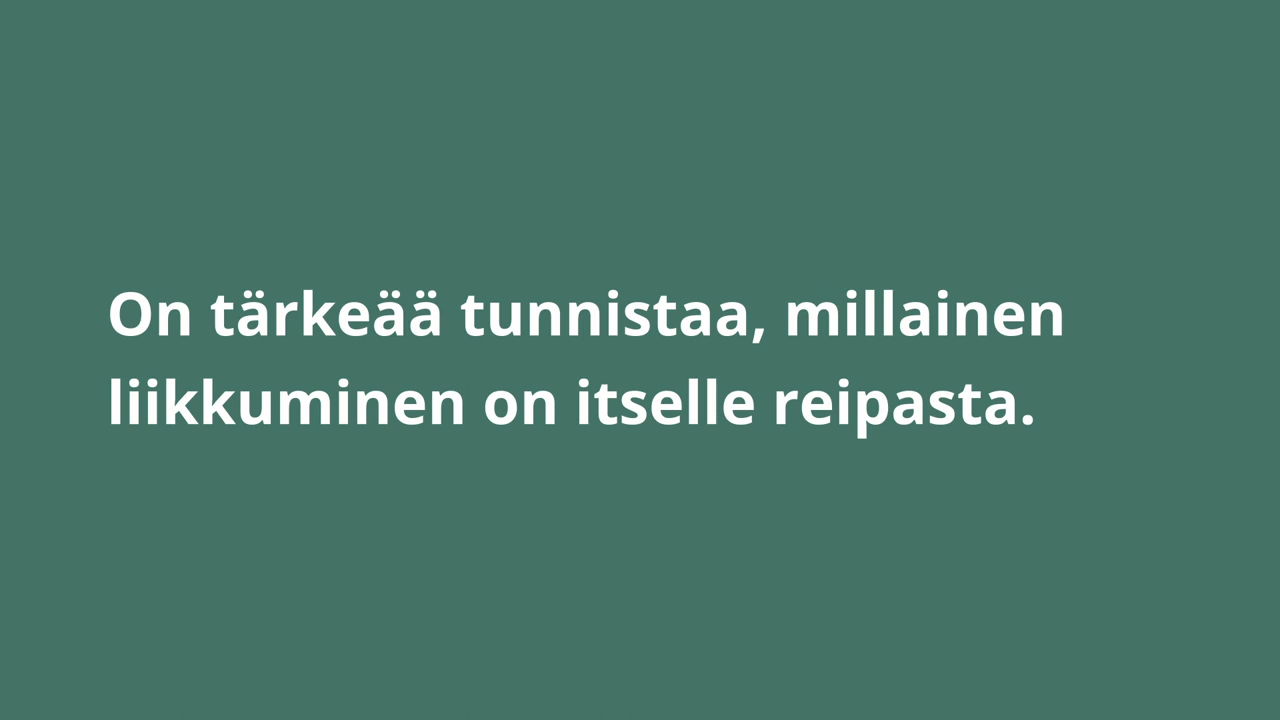 On tärkeää tunnistaa, millainen
liikkuminen on itselle reipasta.